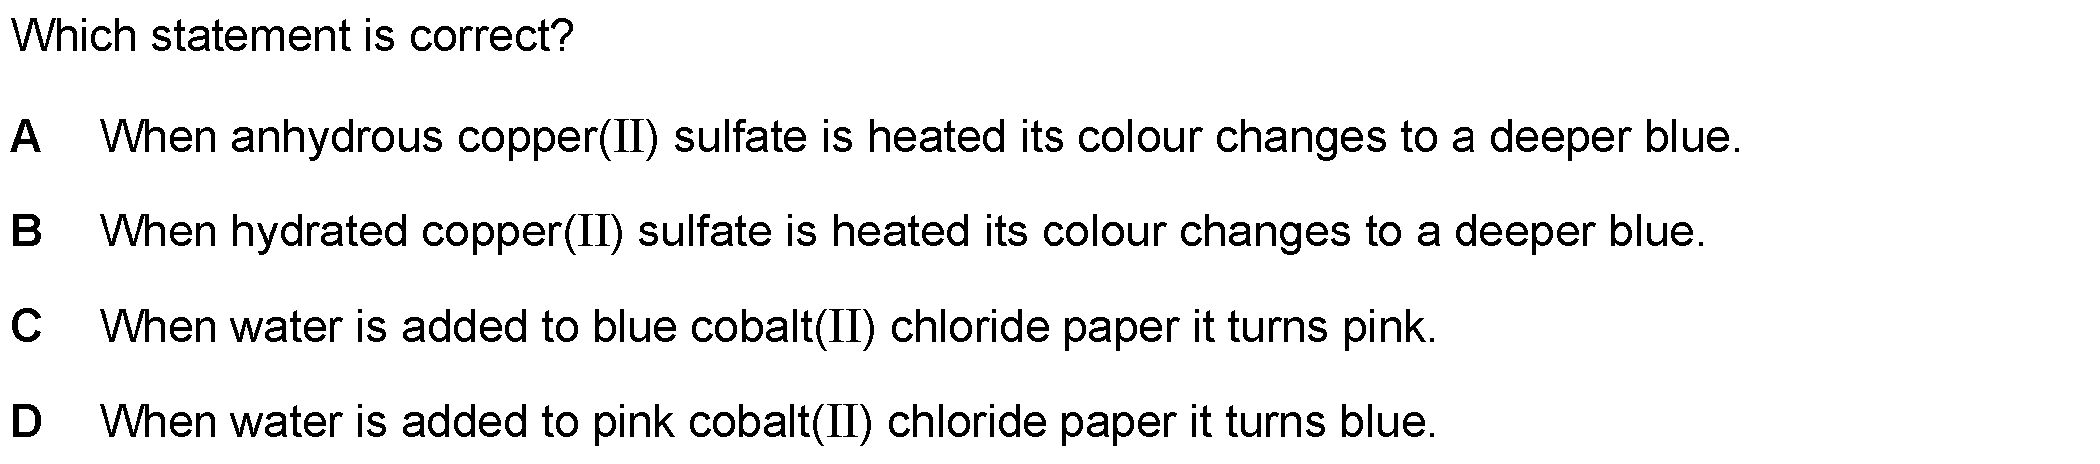 Which statement is correct?
A When anhydrous copper(II) sulfate is heated its colour changes to a deeper blue.
B When hydrated copper(II) sulfate is heated its colour changes to a deeper blue.
C When water is added to blue cobalt(II) chloride paper it turns pink.
D When water is added to pink cobalt(II) chloride paper it turns blue.